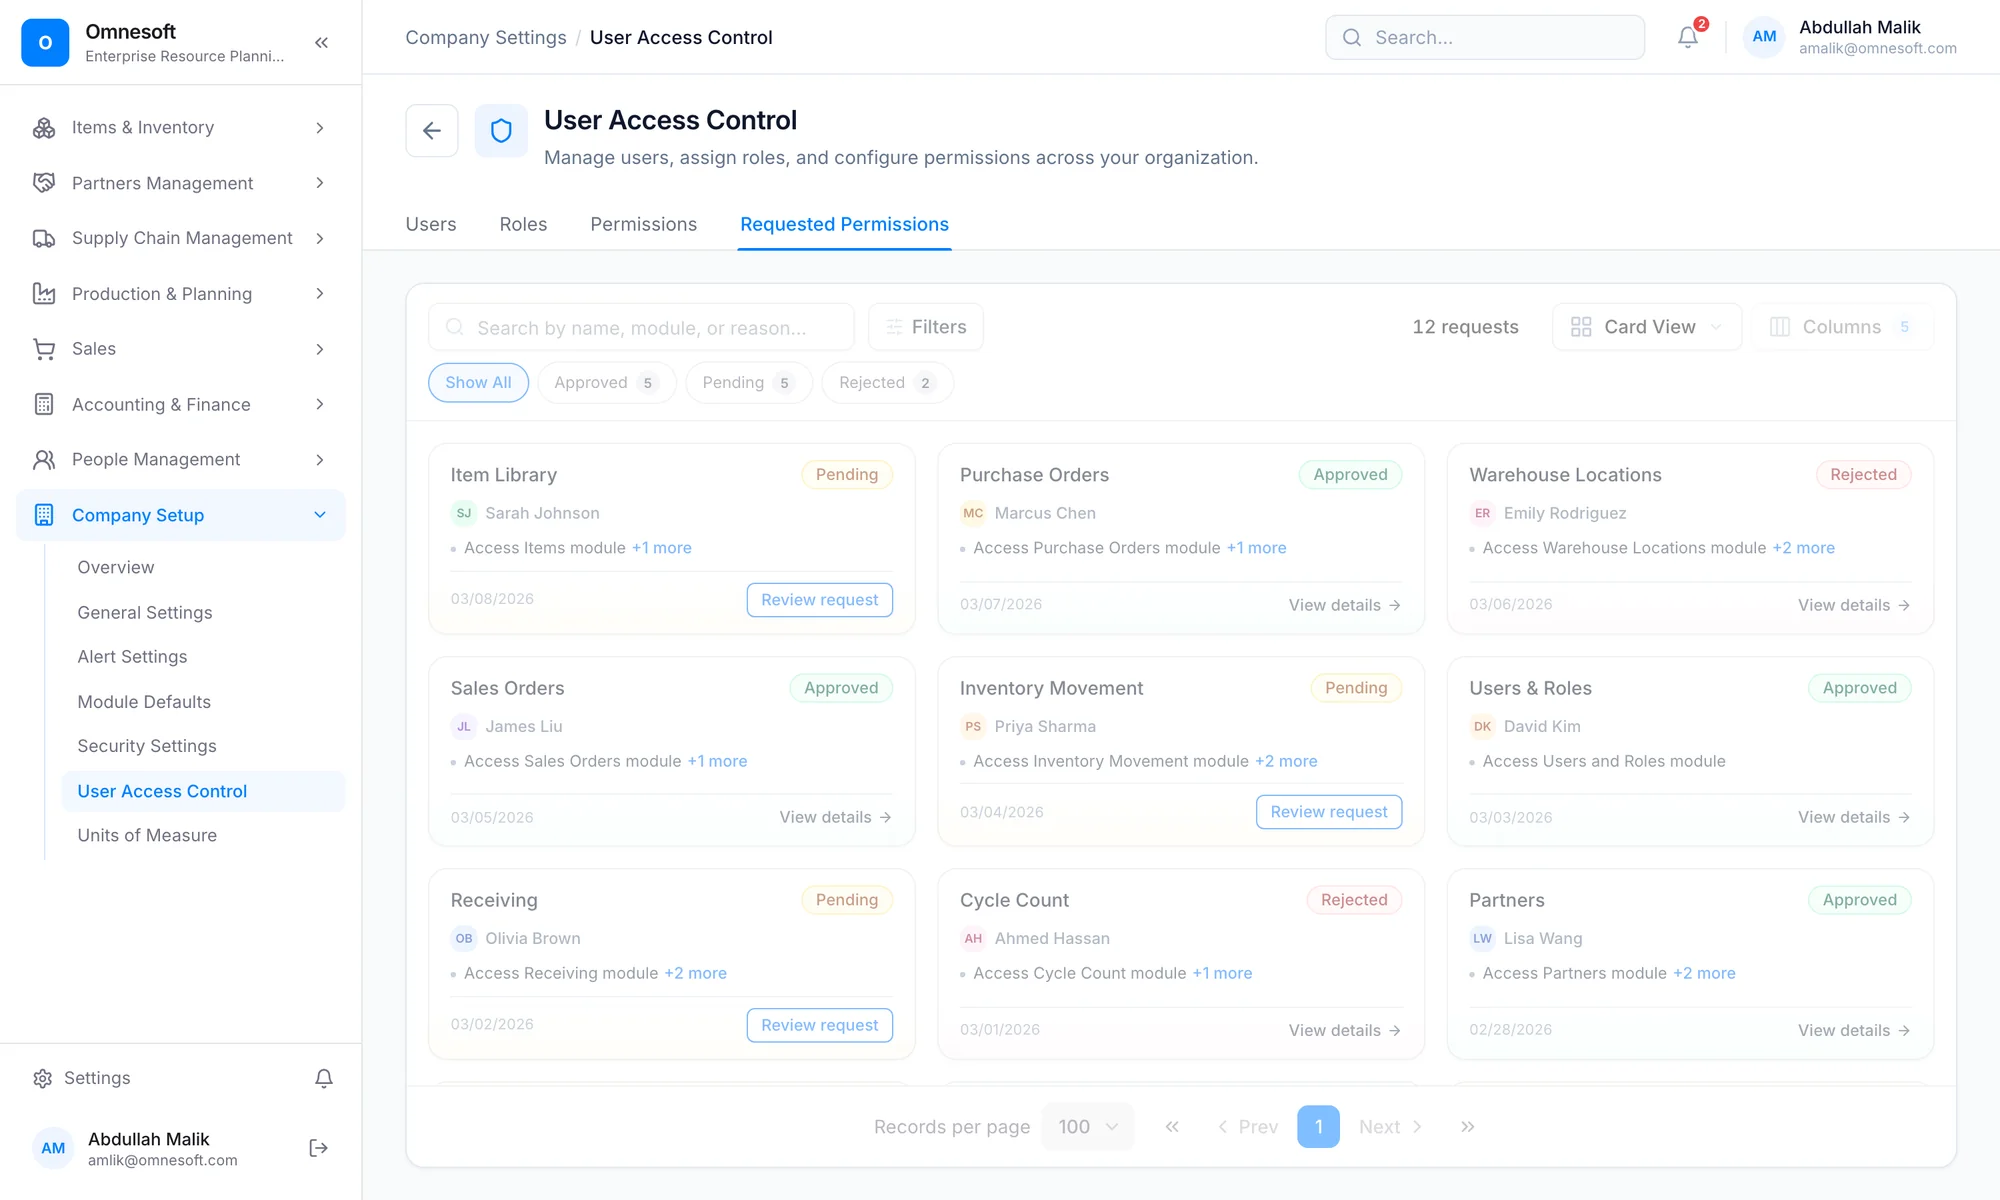 O
Omnesoft
Enterprise Resource Planni...
Items & Inventory
Partners Management
Supply Chain Management
Production & Planning
Sales
Accounting & Finance
People Management
Company Setup
Overview
General Settings
Alert Settings
Module Defaults
Security Settings
User Access Control
Units of Measure
Settings
AM
Abdullah Malik
amlik@omnesoft.com
Company Settings / User Access Control
Search...
2
AM
Abdullah Malik
amalik@omnesoft.com
User Access Control
Manage users, assign roles, and configure permissions across your organization.
Users Roles Permissions Requested Permissions
Search by name, module, or reason... Filters 12 requests Card View Columns 5
Show All Approved 5 Pending 5 Rejected 2
Item Library Pending
SJ Sarah Johnson
Access Items module +1 more
03/08/2026 Review request
Purchase Orders Approved
MC Marcus Chen
Access Purchase Orders module +1 more
03/07/2026 View details →
Warehouse Locations Rejected
ER Emily Rodriguez
Access Warehouse Locations module +2 more
03/06/2026 View details →
Sales Orders Approved
JL James Liu
Access Sales Orders module +1 more
03/05/2026 View details →
Inventory Movement Pending
PS Priya Sharma
Access Inventory Movement module +2 more
03/04/2026 Review request
Users & Roles Approved
DK David Kim
Access Users and Roles module
03/03/2026 View details →
Receiving Pending
OB Olivia Brown
Access Receiving module +2 more
03/02/2026 Review request
Cycle Count Rejected
AH Ahmed Hassan
Access Cycle Count module +1 more
03/01/2026 View details →
Partners Approved
LW Lisa Wang
Access Partners module +2 more
02/28/2026 View details →
Records per page 100 « ‹ Prev 1 Next › »